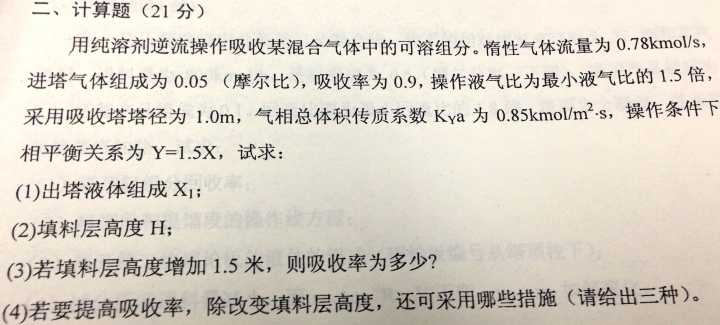 二、计算题（21 分）
用纯溶剂逆流操作吸收某混合气体中的可溶组分。惰性气体流量为 0.78kmol/s，
进塔气体组成为 0.05（摩尔比），吸收率为 0.9，操作液气比为最小液气比的 1.5 倍，
采用吸收塔塔径为 1.0m，气相总体积传质系数 KYa 为 0.85kmol/m²·s，操作条件下
相平衡关系为 Y=1.5X，试求：
(1)出塔液体组成 X₁；
(2)填料层高度 H；
(3)若填料层高度增加 1.5 米，则吸收率为多少?
(4)若要提高吸收率，除改变填料层高度，还可采用哪些措施（请给出三种）。